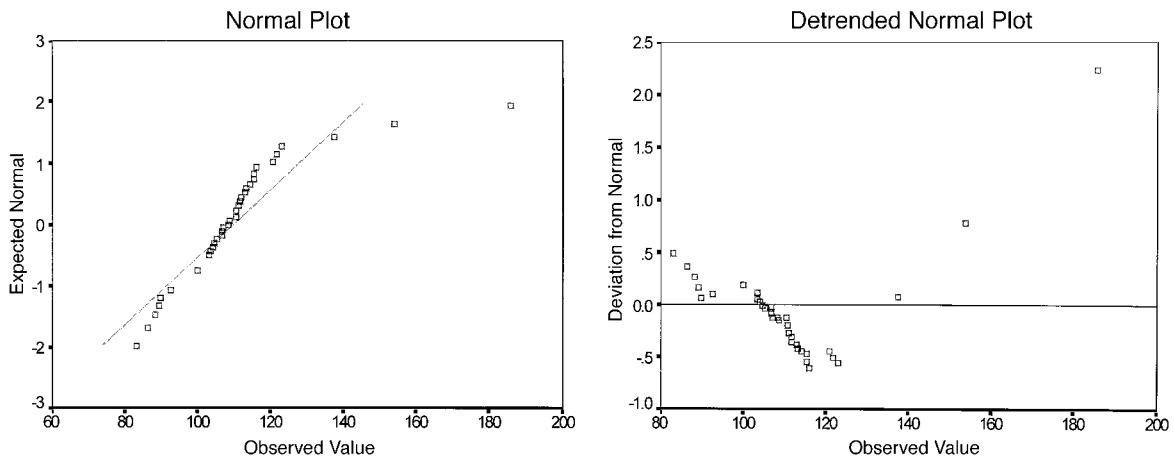 Normal Plot
3
2
1
0
-1
-2
-3
Expected Normal
60 80 100 120 140 160 180 200
Observed Value
Detrended Normal Plot
2.5
2.0
1.5
1.0
.5
0.0
-.5
-1.0
Deviation from Normal
80 100 120 140 160 180 200
Observed Value